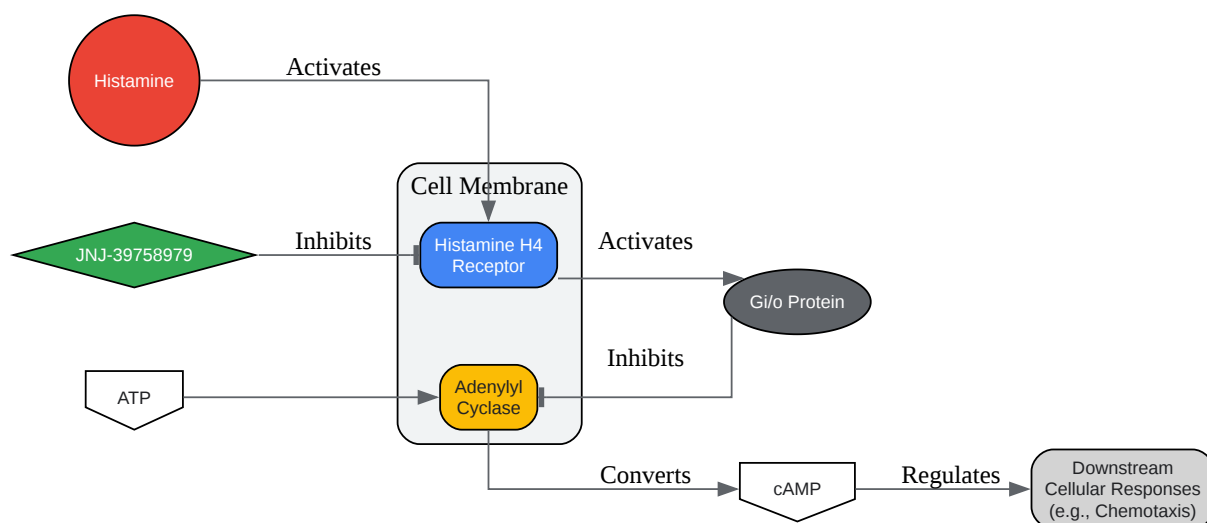 Activates
Histamine
Cell Membrane
JNJ-39758979
Inhibits
Histamine H4
Receptor
Activates
Gi/o Protein
Inhibits
ATP
Adenylyl
Cyclase
Converts
cAMP
Regulates
Downstream
Cellular Responses
(e.g., Chemotaxis)